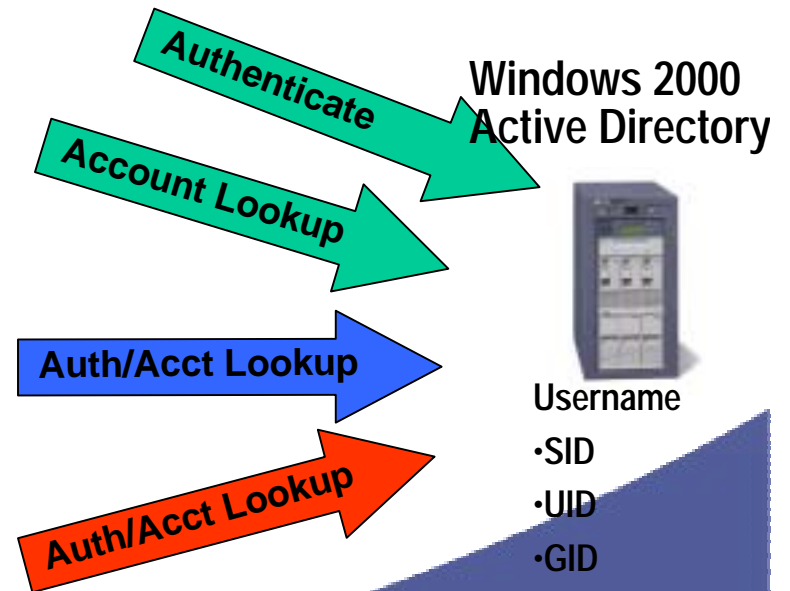 Authenticate
Windows 2000
Active Directory
Account Lookup
Auth/Acct Lookup
Auth/Acct Lookup
Username
•SID
•UID
•GID